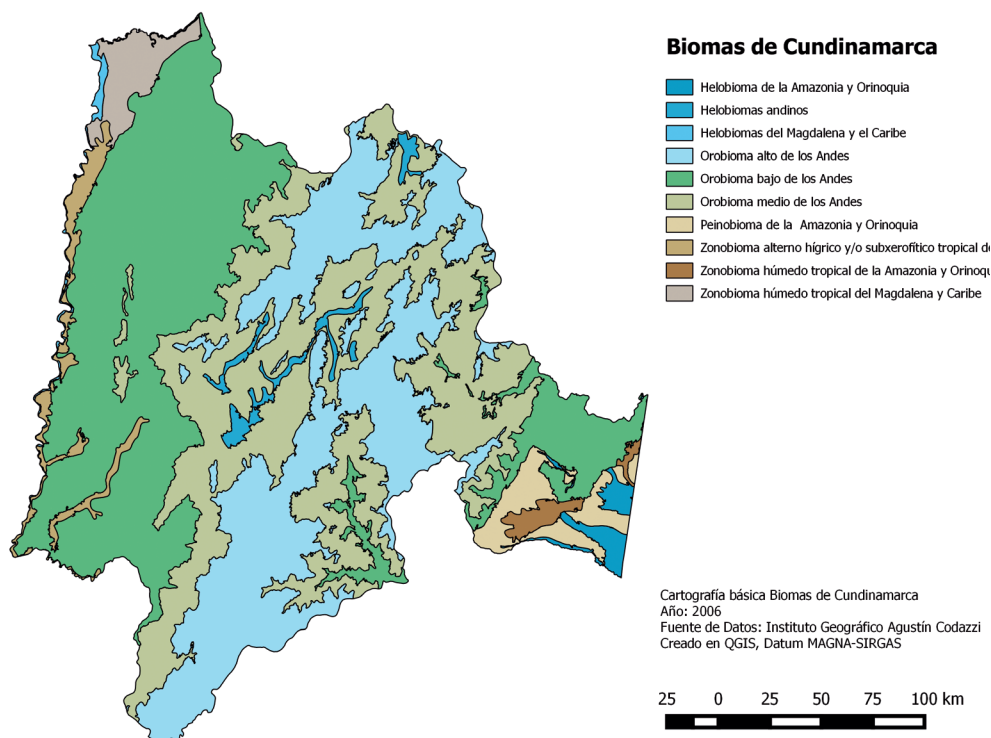 Biomas de Cundinamarca
Helobioma de la Amazonia y Orinoquia
Helobiomas andinos
Helobiomas del Magdalena y el Caribe
Orobioma alto de los Andes
Orobioma bajo de los Andes
Orobioma medio de los Andes
Peinobioma de la Amazonia y Orinoquia
Zonobioma alterno hígrico y/o subxerofítico tropical de
Zonobioma húmedo tropical de la Amazonia y Orinoqu
Zonobioma húmedo tropical del Magdalena y Caribe
Cartografía básica Biomas de Cundinamarca
Año: 2006
Fuente de Datos: Instituto Geográfico Agustín Codazzi
Creado en QGIS, Datum MAGNA-SIRGAS
25 0 25 50 75 100 km